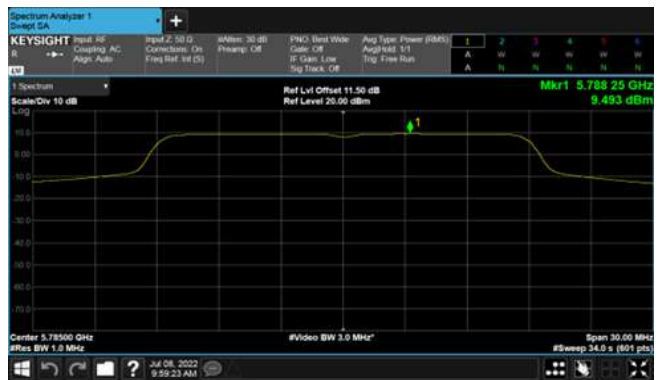 Spectrum Analyzer 1
Swept SA
+
KEYSIGHT Input: RF Input Z: 50 Ω #Atten: 30 dB PNO: Best Wide Avg Type: Power (RMS) 1 2 3 4 5 6
R Coupling: AC Corrections: On Preamp: Off Gate: Off Avg|Hold: 1/1 A W W W W W
Align: Auto Freq Ref: Int (S) IF Gain: Low Trig: Free Run
Sig Track: Off A N N N N N
1 Spectrum
Scale/Div 10 dB
Ref Lvl Offset 11.50 dB
Ref Level 20.00 dBm
Mkr1 5.788 25 GHz
9.493 dBm
Log
10.0
0.00
-10.0
-20.0
-30.0
-40.0
-50.0
-60.0
-70.0
1
Center 5.78500 GHz #Video BW 3.0 MHz* Span 30.00 MHz
#Res BW 1.0 MHz #Sweep 34.0 s (601 pts)
?
Jul 08, 2022
9:59:23 AM